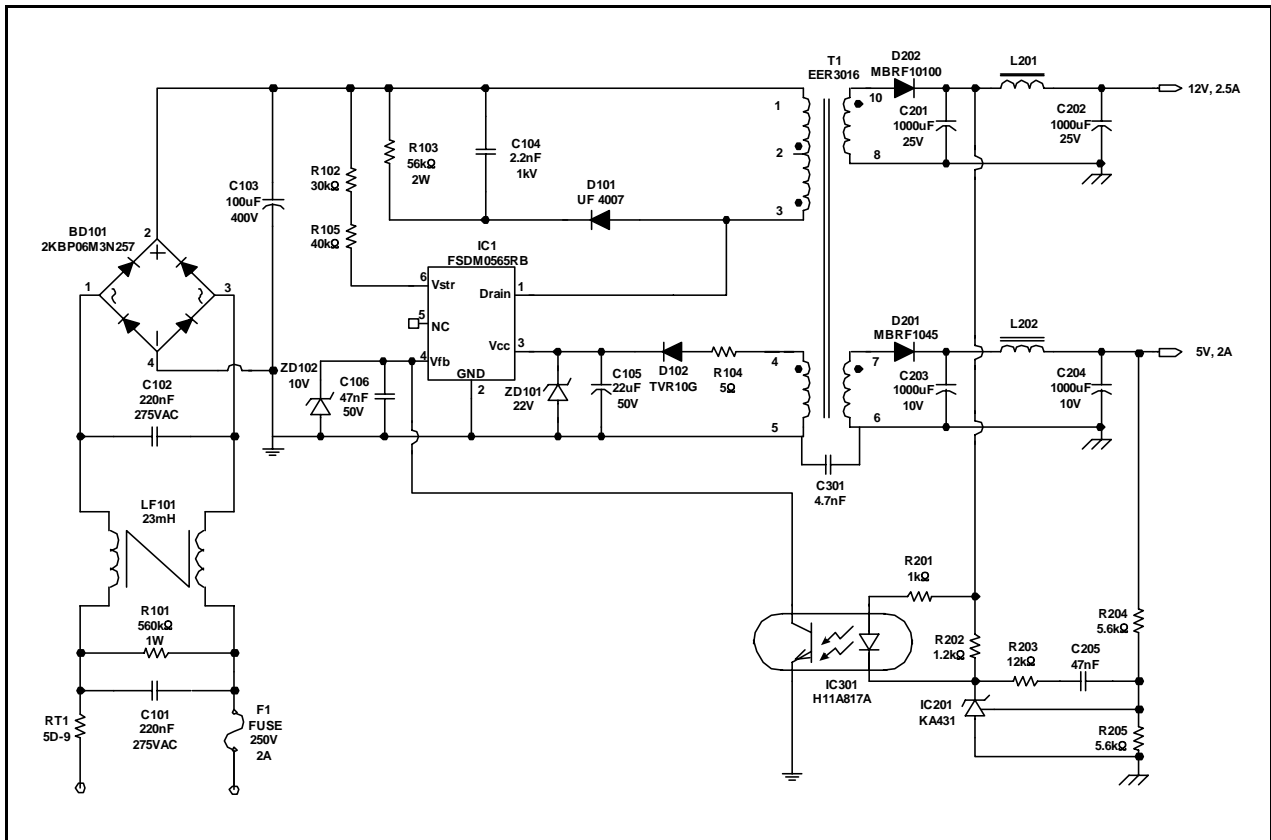 T1
EER3016
D202
MBRF10100
L201
1
2
3
10
8
C201
1000uF
25V
C202
1000uF
25V
12V, 2.5A
R103
56kΩ
2W
C104
2.2nF
1kV
R102
30kΩ
C103
100uF
400V
D101
UF 4007
R105
40kΩ
BD101
2KBP06M3N257
2
1
3
4
IC1
FSDM0565RB
6
Vstr
Drain
1
5
NC
Vcc
3
4
Vfb
GND
2
ZD102
10V
C106
47nF
50V
ZD101
22V
C105
22uF
50V
D102
TVR10G
R104
5Ω
4
5
7
6
D201
MBRF1045
L202
C203
1000uF
10V
C204
1000uF
10V
5V, 2A
C102
220nF
275VAC
C301
4.7nF
LF101
23mH
R101
560kΩ
1W
C101
220nF
275VAC
RT1
5D-9
F1
FUSE
250V
2A
R201
1kΩ
R202
1.2kΩ
R203
12kΩ
C205
47nF
R204
5.6kΩ
IC301
H11A817A
IC201
KA431
R205
5.6kΩ